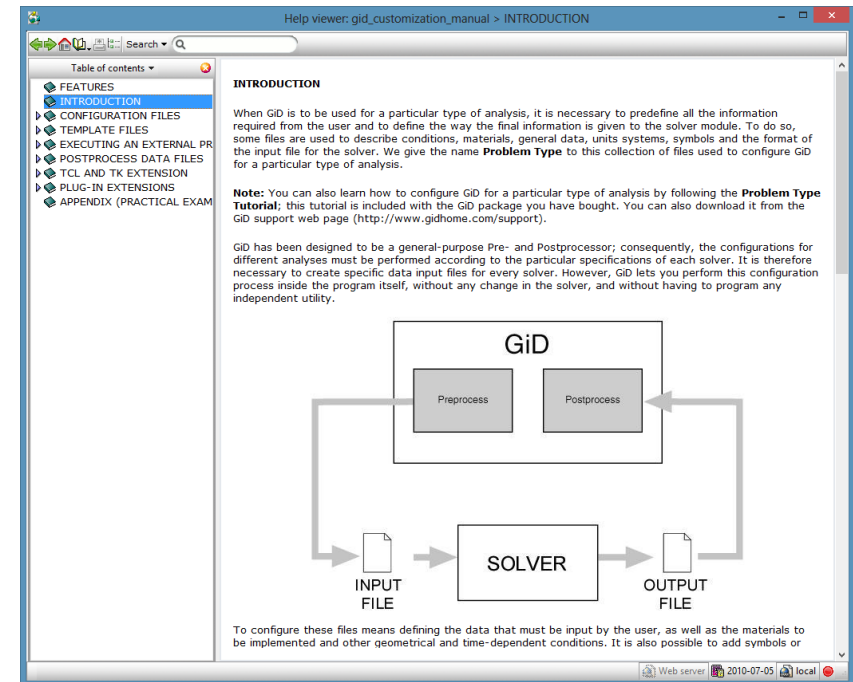 Help viewer: gid_customization_manual > INTRODUCTION
Search
Table of contents
FEATURES
INTRODUCTION
CONFIGURATION FILES
TEMPLATE FILES
EXECUTING AN EXTERNAL PR
POSTPROCESS DATA FILES
TCL AND TK EXTENSION
PLUG-IN EXTENSIONS
APPENDIX (PRACTICAL EXAM
INTRODUCTION
When GiD is to be used for a particular type of analysis, it is necessary to predefine all the information
required from the user and to define the way the final information is given to the solver module. To do so,
some files are used to describe conditions, materials, general data, units systems, symbols and the format of
the input file for the solver. We give the name Problem Type to this collection of files used to configure GiD
for a particular type of analysis.
Note: You can also learn how to configure GiD for a particular type of analysis by following the Problem Type
Tutorial; this tutorial is included with the GiD package you have bought. You can also download it from the
GiD support web page (http://www.gidhome.com/support).
GiD has been designed to be a general-purpose Pre- and Postprocessor; consequently, the configurations for
different analyses must be performed according to the particular specifications of each solver. It is therefore
necessary to create specific data input files for every solver. However, GiD lets you perform this configuration
process inside the program itself, without any change in the solver, and without having to program any
independent utility.
GiD
Preprocess
Postprocess
SOLVER
INPUT
FILE
OUTPUT
FILE
To configure these files means defining the data that must be input by the user, as well as the materials to
be implemented and other geometrical and time-dependent conditions. It is also possible to add symbols or
Web server
2010-07-05
local